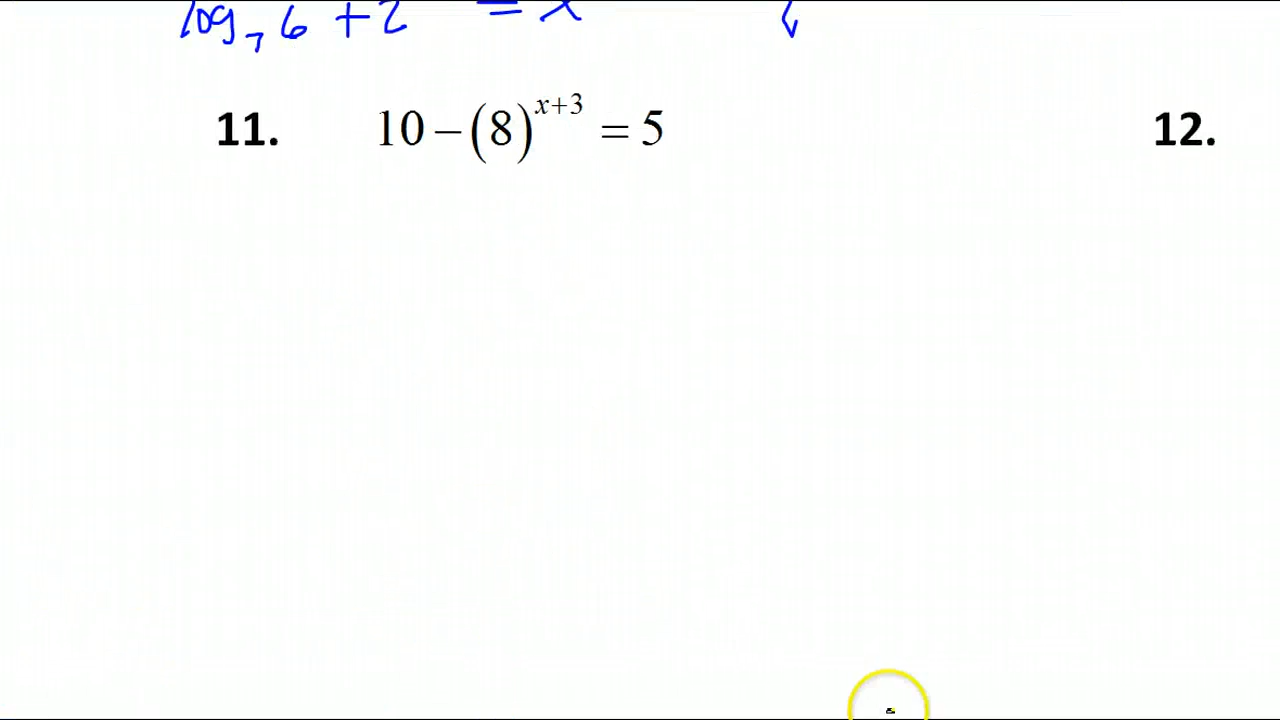 log₇ 6 + 2 = x
11. 10 − (8)^{x+3} = 5 12.